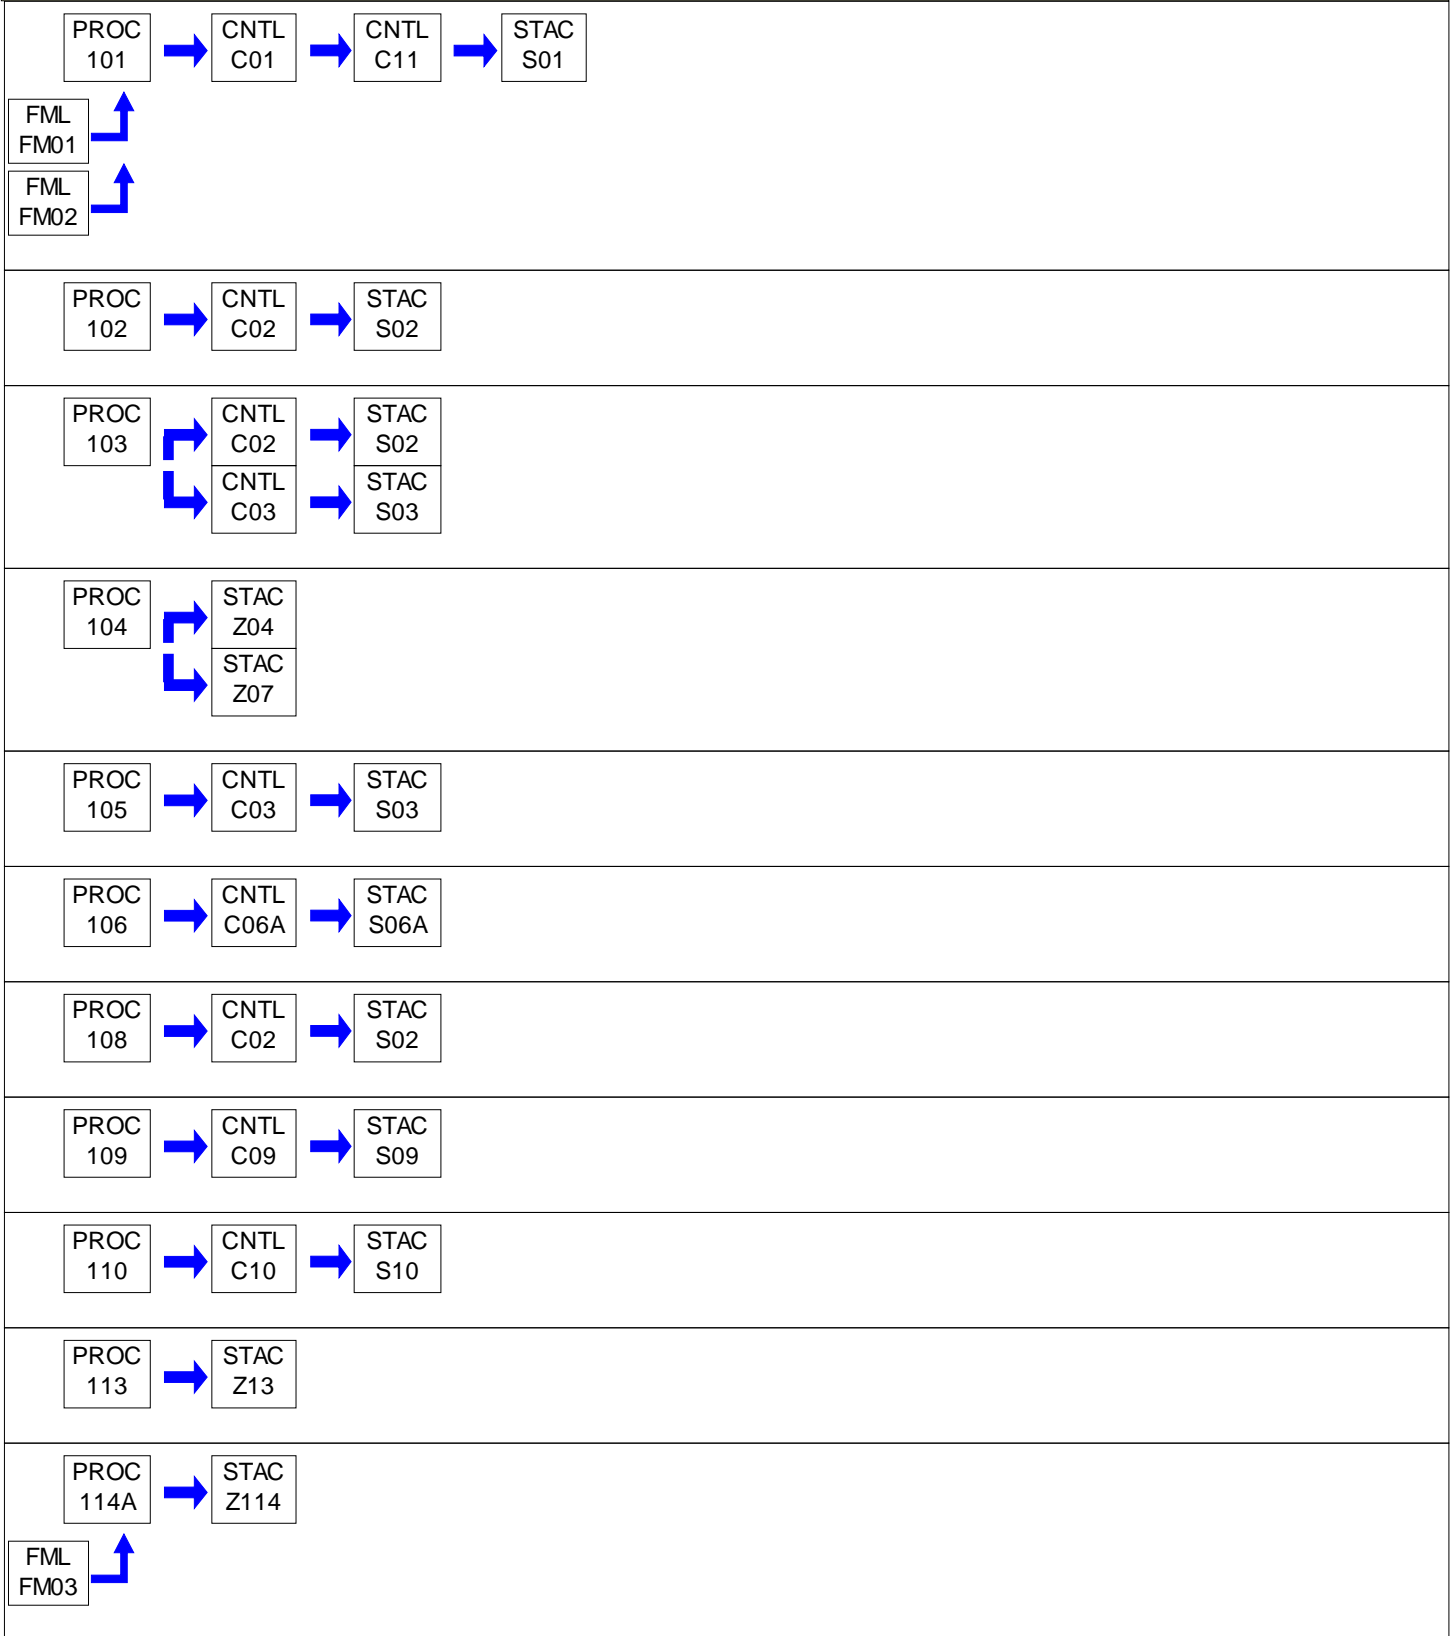 PROC
101
CNTL
C01
CNTL
C11
STAC
S01
FML
FM01
FML
FM02
PROC
102
CNTL
C02
STAC
S02
PROC
103
CNTL
C02
STAC
S02
CNTL
C03
STAC
S03
PROC
104
STAC
Z04
STAC
Z07
PROC
105
CNTL
C03
STAC
S03
PROC
106
CNTL
C06A
STAC
S06A
PROC
108
CNTL
C02
STAC
S02
PROC
109
CNTL
C09
STAC
S09
PROC
110
CNTL
C10
STAC
S10
PROC
113
STAC
Z13
PROC
114A
STAC
Z114
FML
FM03